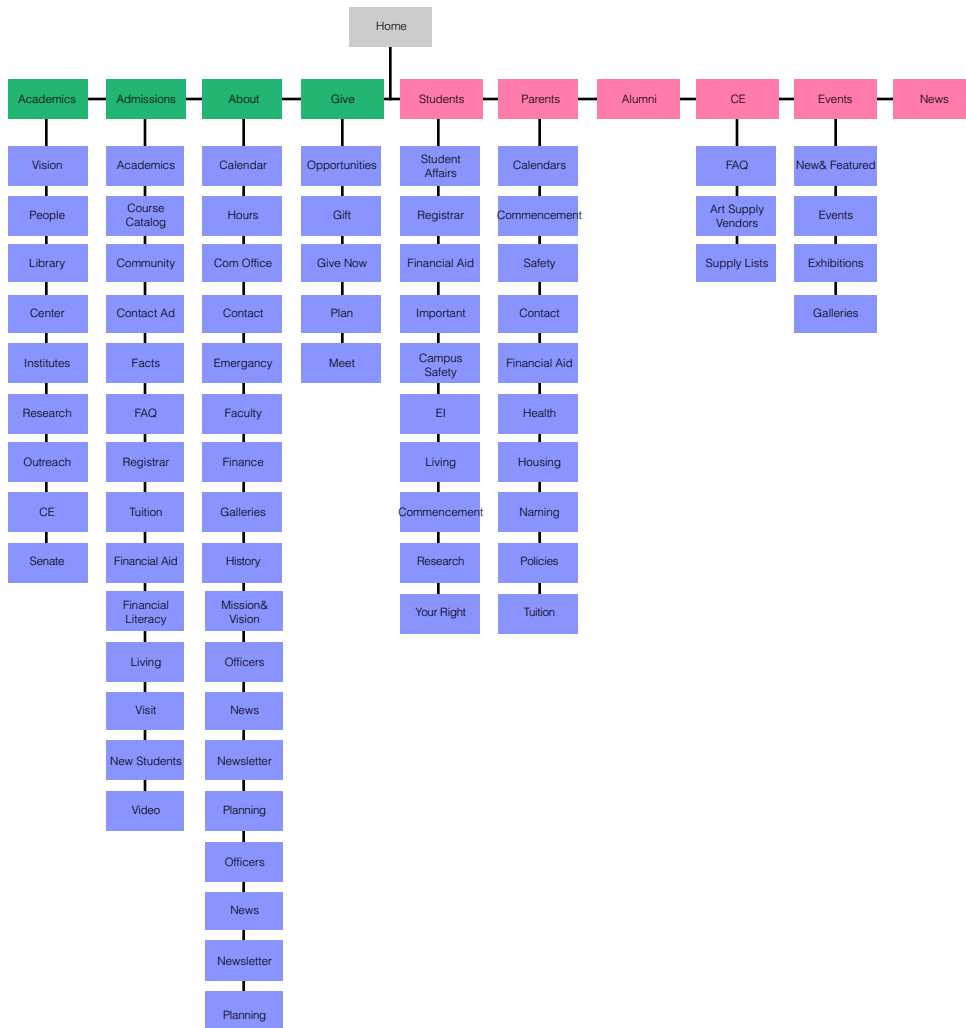 Home
Academics
Admissions
About
Give
Students
Parents
Alumni
CE
Events
News
Vision
People
Library
Center
Institutes
Research
Outreach
CE
Senate
Academics
Course
Catalog
Community
Contact Ad
Facts
FAQ
Registrar
Tuition
Financial Aid
Financial
Literacy
Living
Visit
New Students
Video
Calendar
Hours
Com Office
Contact
Emergancy
Faculty
Finance
Galleries
History
Mission&
Vision
Officers
News
Newsletter
Planning
Officers
News
Newsletter
Planning
Opportunities
Gift
Give Now
Plan
Meet
Student
Affairs
Registrar
Financial Aid
Important
Campus
Safety
EI
Living
Commencement
Research
Your Right
Calendars
Commencement
Safety
Contact
Financial Aid
Health
Housing
Naming
Policies
Tuition
FAQ
Art Supply
Vendors
Supply Lists
New& Featured
Events
Exhibitions
Galleries